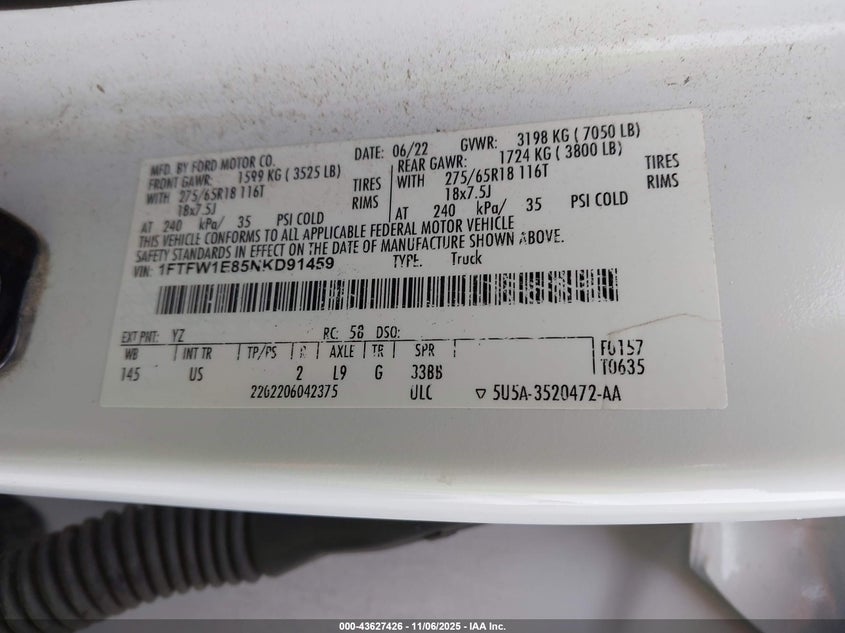 MFD. BY FORD MOTOR CO.
DATE: 06/22 GVWR: 3198 KG ( 7050 LB)
FRONT GAWR: 1599 KG ( 3525 LB)
REAR GAWR: 1724 KG ( 3800 LB)
WITH 275/65R18 116T TIRES
WITH 275/65R18 116T TIRES
18x7.5J RIMS
18x7.5J RIMS
AT 240 kPa/ 35 PSI COLD
AT 240 kPa/ 35 PSI COLD
THIS VEHICLE CONFORMS TO ALL APPLICABLE FEDERAL MOTOR VEHICLE
SAFETY STANDARDS IN EFFECT ON THE DATE OF MANUFACTURE SHOWN ABOVE.
VIN: 1FTFW1E85NKD91459 TYPE: Truck
EXT PNT: YZ RC: 58 DSO:
WB INT TR TP/PS R AXLE TR SPR F0157
145 US 2 L9 G 33BB T0635
2202206042375 ULC ▽ 5U5A-3520472-AA
000-43627426 - 11/06/2025 - IAA Inc.